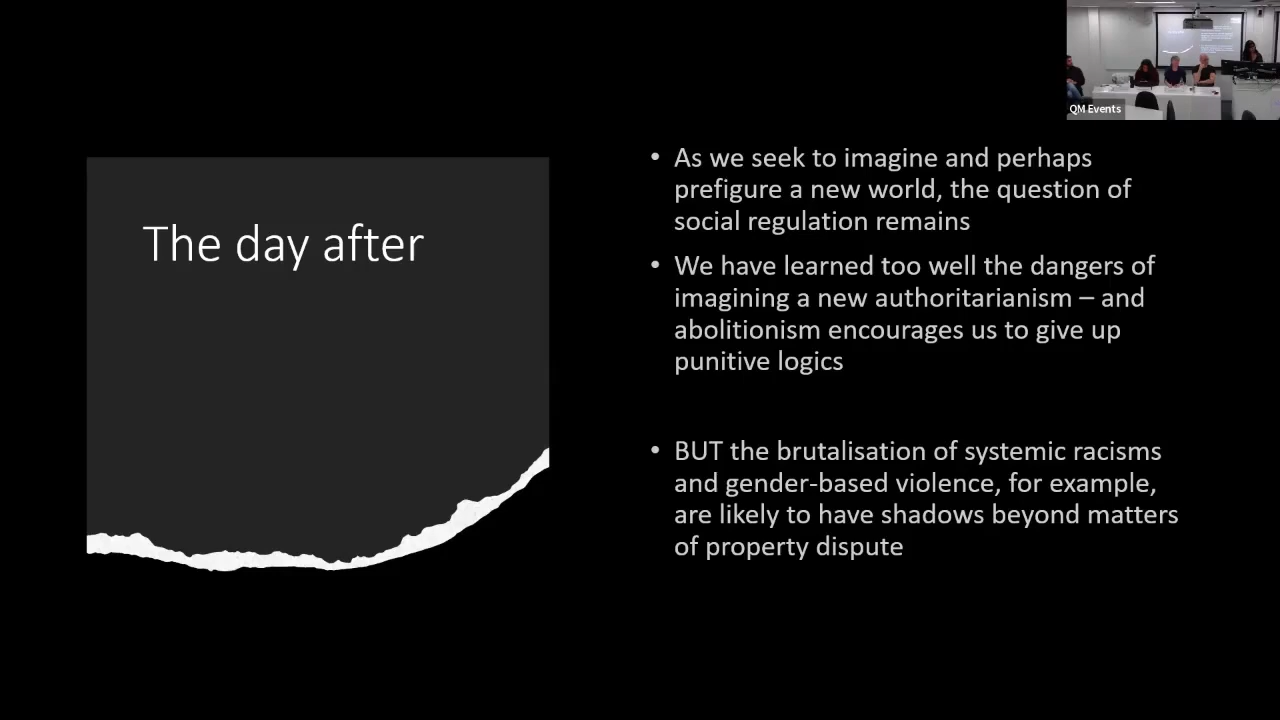 QM Events
The day after
• As we seek to imagine and perhaps
prefigure a new world, the question of
social regulation remains
• We have learned too well the dangers of
imagining a new authoritarianism – and
abolitionism encourages us to give up
punitive logics
• BUT the brutalisation of systemic racisms
and gender-based violence, for example,
are likely to have shadows beyond matters
of property dispute